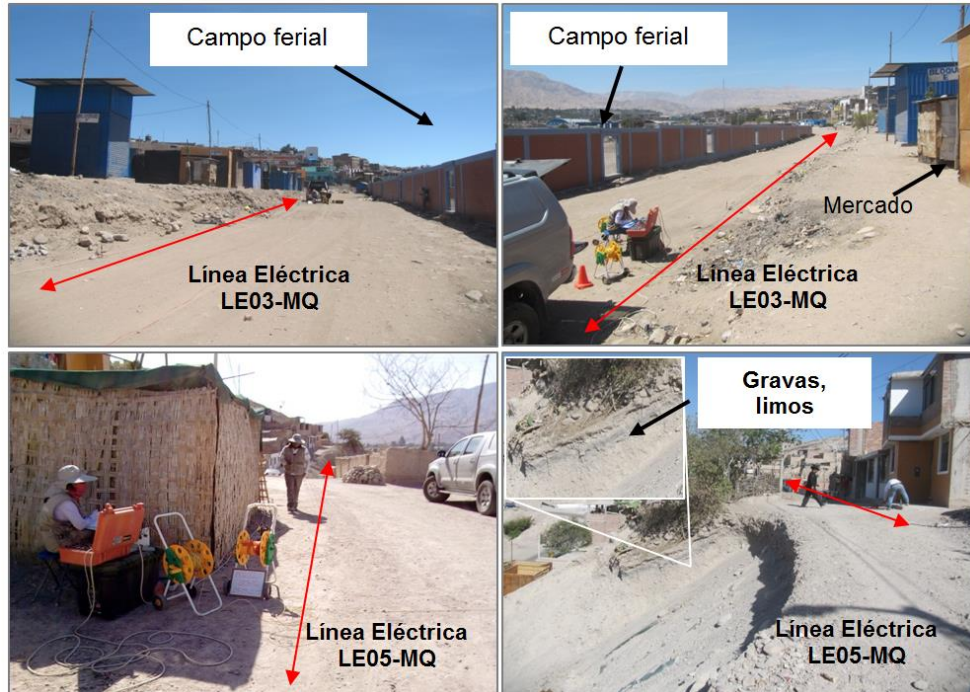 Campo ferial
Línea Eléctrica
LE03-MQ
Campo ferial
BLOQUE
Mercado
Línea Eléctrica
LE03-MQ
Línea Eléctrica
LE05-MQ
Gravas,
limos
Línea Eléctrica
LE05-MQ